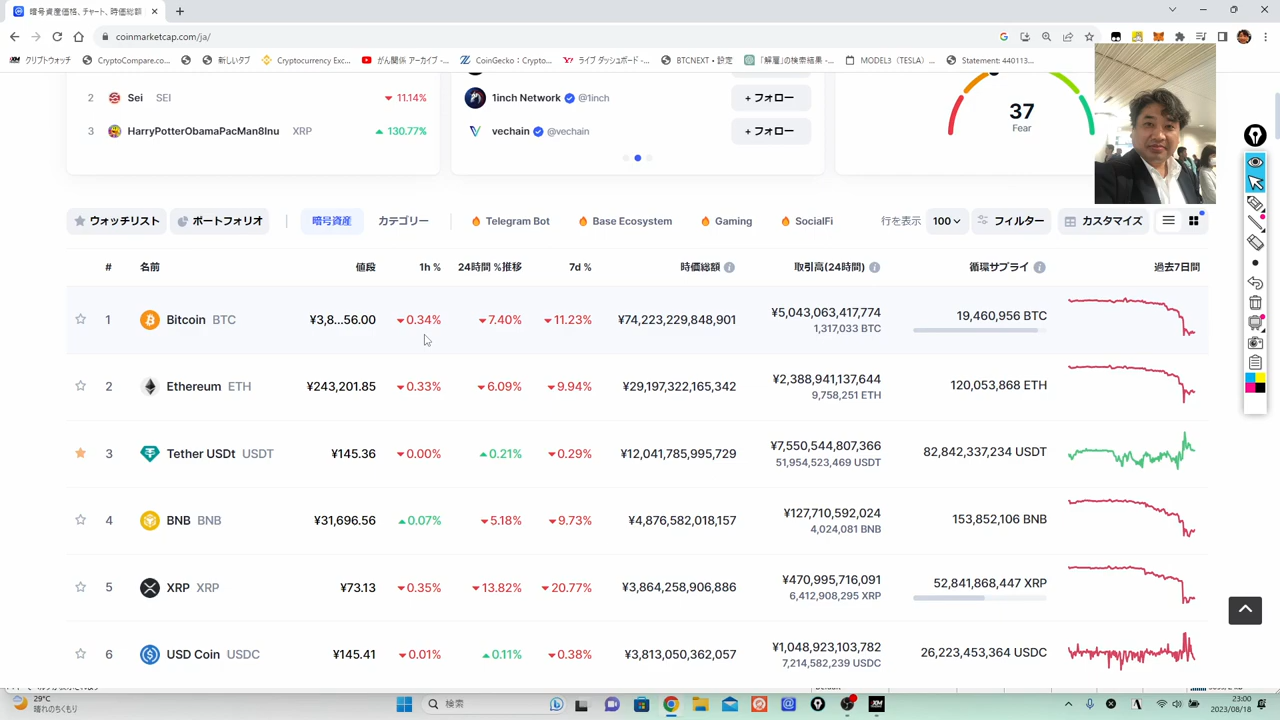 暗号資産価格、チャート、時価総額
coinmarketcap.com/ja/
クリプトウォッチ CryptoCompare.co... 新しいタブ Cryptocurrency Exc... がん関係 アーカイブ -... CoinGecko : Crypto... ライブ ダッシュボード -... BTCNEXT • 設定 「解雇」の検索結果 -... MODEL3（TESLA）... Statement: 440113...
2 Sei SEI 11.14%
1inch Network @1inch + フォロー
37
Fear
3 HarryPotterObamaPacMan8Inu XRP 130.77%
vechain @vechain + フォロー
ウォッチリスト ポートフォリオ 暗号資産 カテゴリー Telegram Bot Base Ecosystem Gaming SocialFi 行を表示 100 フィルター カスタマイズ
# 名前 値段 1h % 24時間 %推移 7d % 時価総額 取引高(24時間) 循環サプライ 過去7日間
1 Bitcoin BTC ¥3,8...56.00 0.34% 7.40% 11.23% ¥74,223,229,848,901 ¥5,043,063,417,774 19,460,956 BTC
1,317,033 BTC
2 Ethereum ETH ¥243,201.85 0.33% 6.09% 9.94% ¥29,197,322,165,342 ¥2,388,941,137,644 120,053,868 ETH
9,758,251 ETH
3 Tether USDt USDT ¥145.36 0.00% 0.21% 0.29% ¥12,041,785,995,729 ¥7,550,544,807,366 82,842,337,234 USDT
51,954,523,469 USDT
4 BNB BNB ¥31,696.56 0.07% 5.18% 9.73% ¥4,876,582,018,157 ¥127,710,592,024 153,852,106 BNB
4,024,081 BNB
5 XRP XRP ¥73.13 0.35% 13.82% 20.77% ¥3,864,258,906,886 ¥470,995,716,091 52,841,868,447 XRP
6,412,908,295 XRP
6 USD Coin USDC ¥145.41 0.01% 0.11% 0.38% ¥3,813,050,362,057 ¥1,048,923,103,782 26,223,453,364 USDC
7,214,582,239 USDC
29°C
晴れのちくもり
検索
23:00
2023/08/18